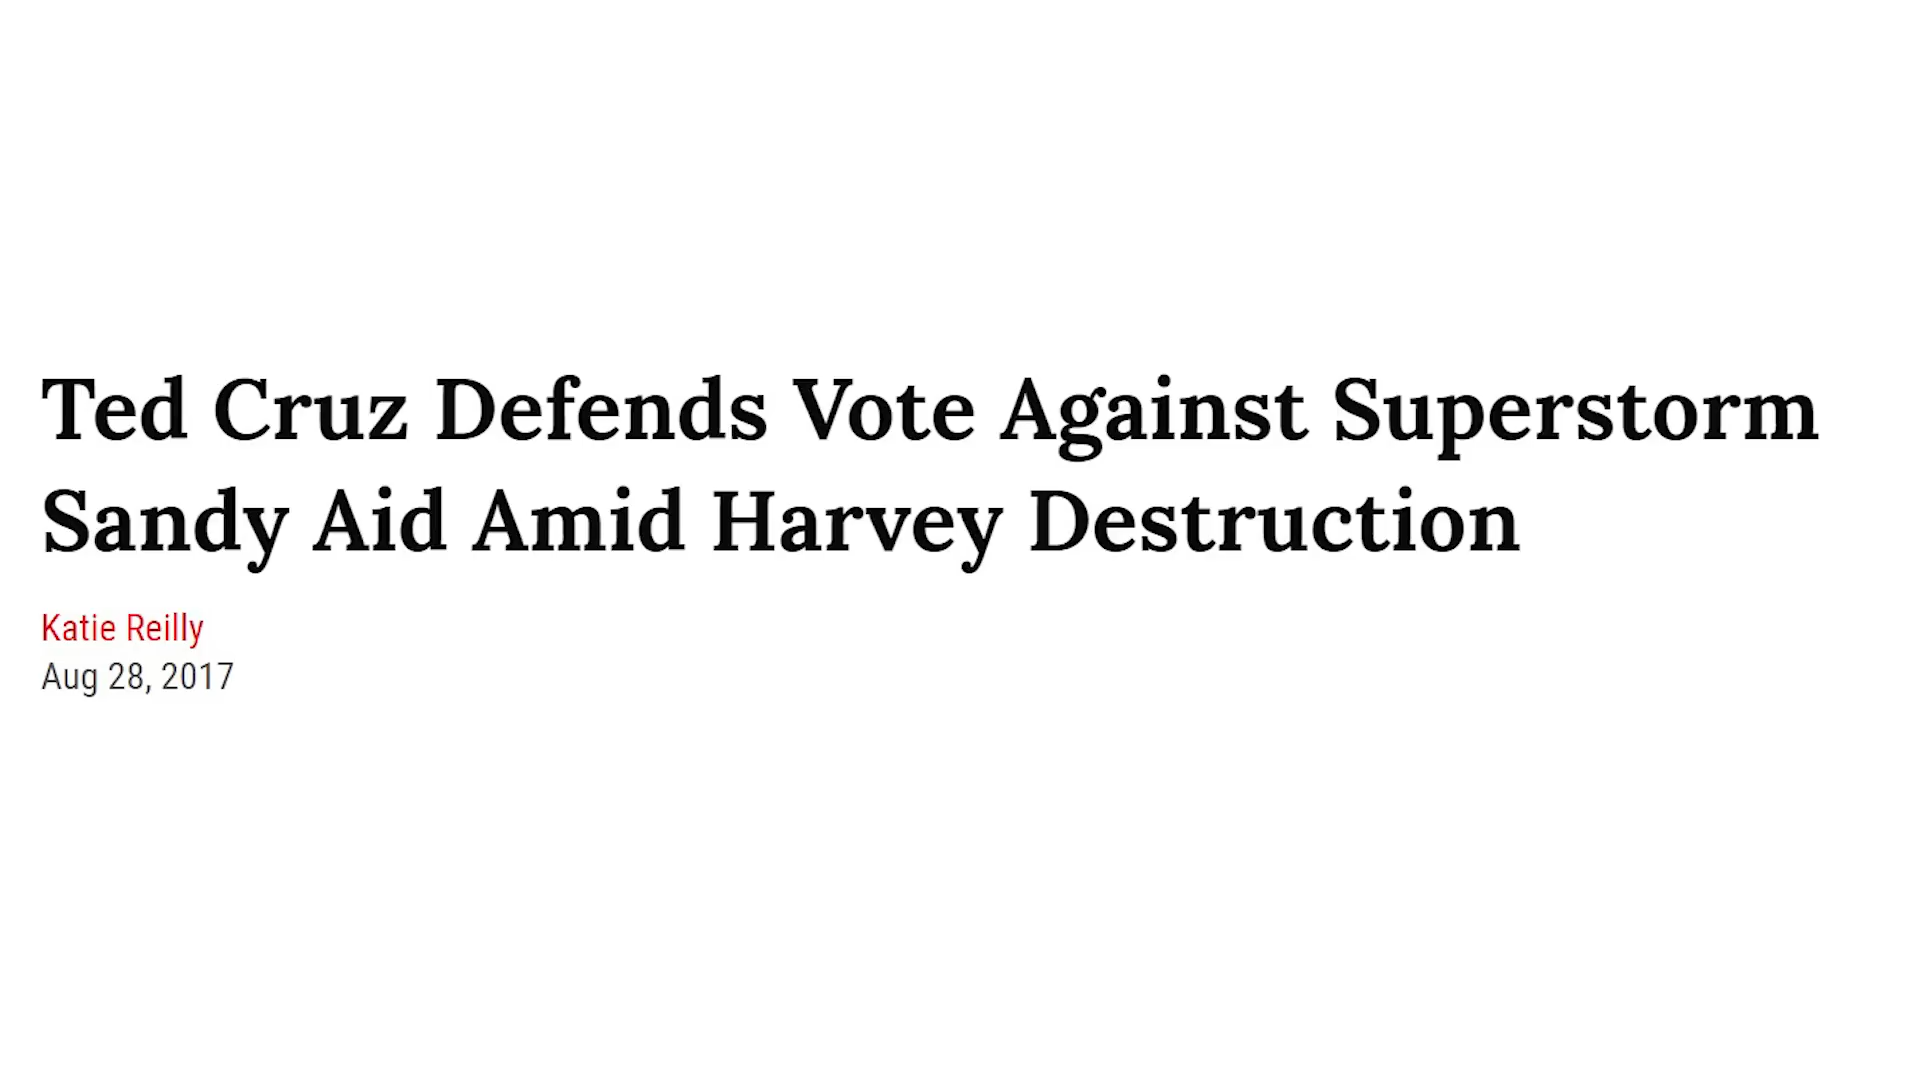 Ted Cruz Defends Vote Against Superstorm
Sandy Aid Amid Harvey Destruction
Katie Reilly
Aug 28, 2017